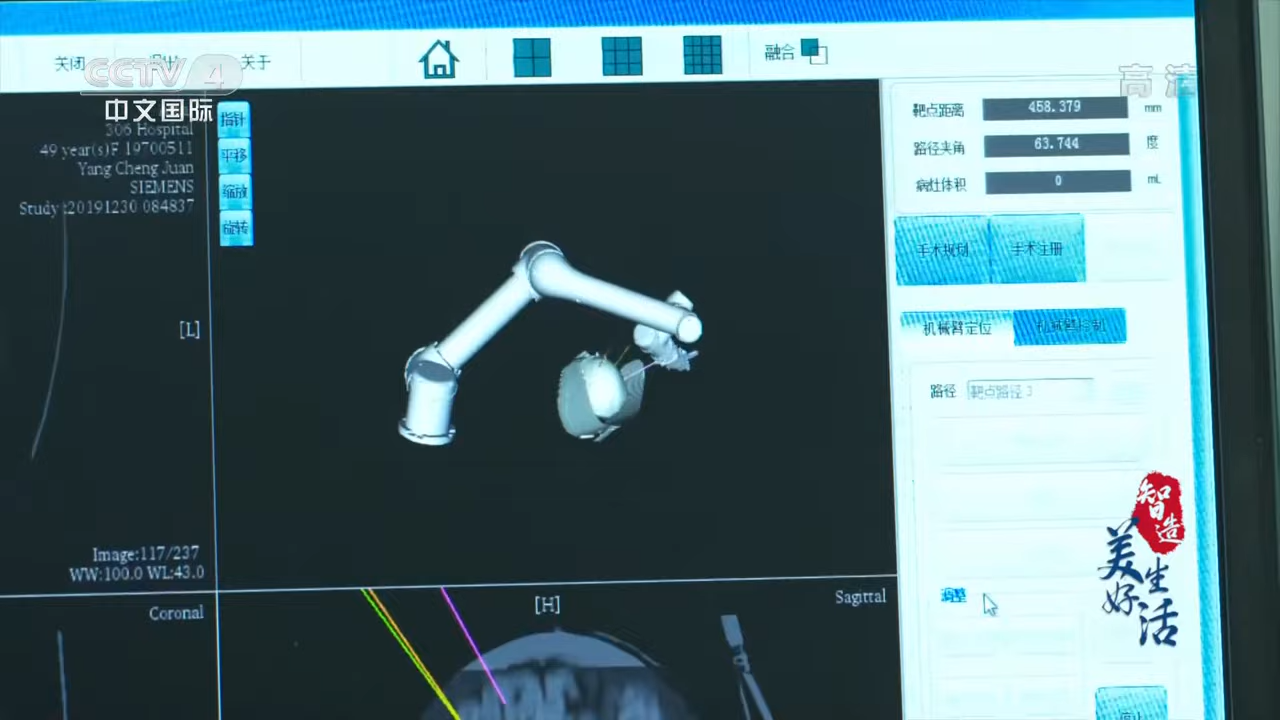 关闭
退出
关于
融合
CCTV 4
中文国际
高清
306 Hospital
49 year(s)F 19700511
Yang Cheng Juan
SIEMENS
Study :20191230 084837
指针
平移
缩放
旋转
[L]
Image:117/237
WW:100.0 WL:43.0
Coronal
[H]
Sagittal
靶点距离 458.379 mm
路径夹角 63.744 度
病灶体积 0 mL
手术规划 手术注册
机械臂定位 机械臂控制
路径 靶点路径 3
调整
智造
美好生活